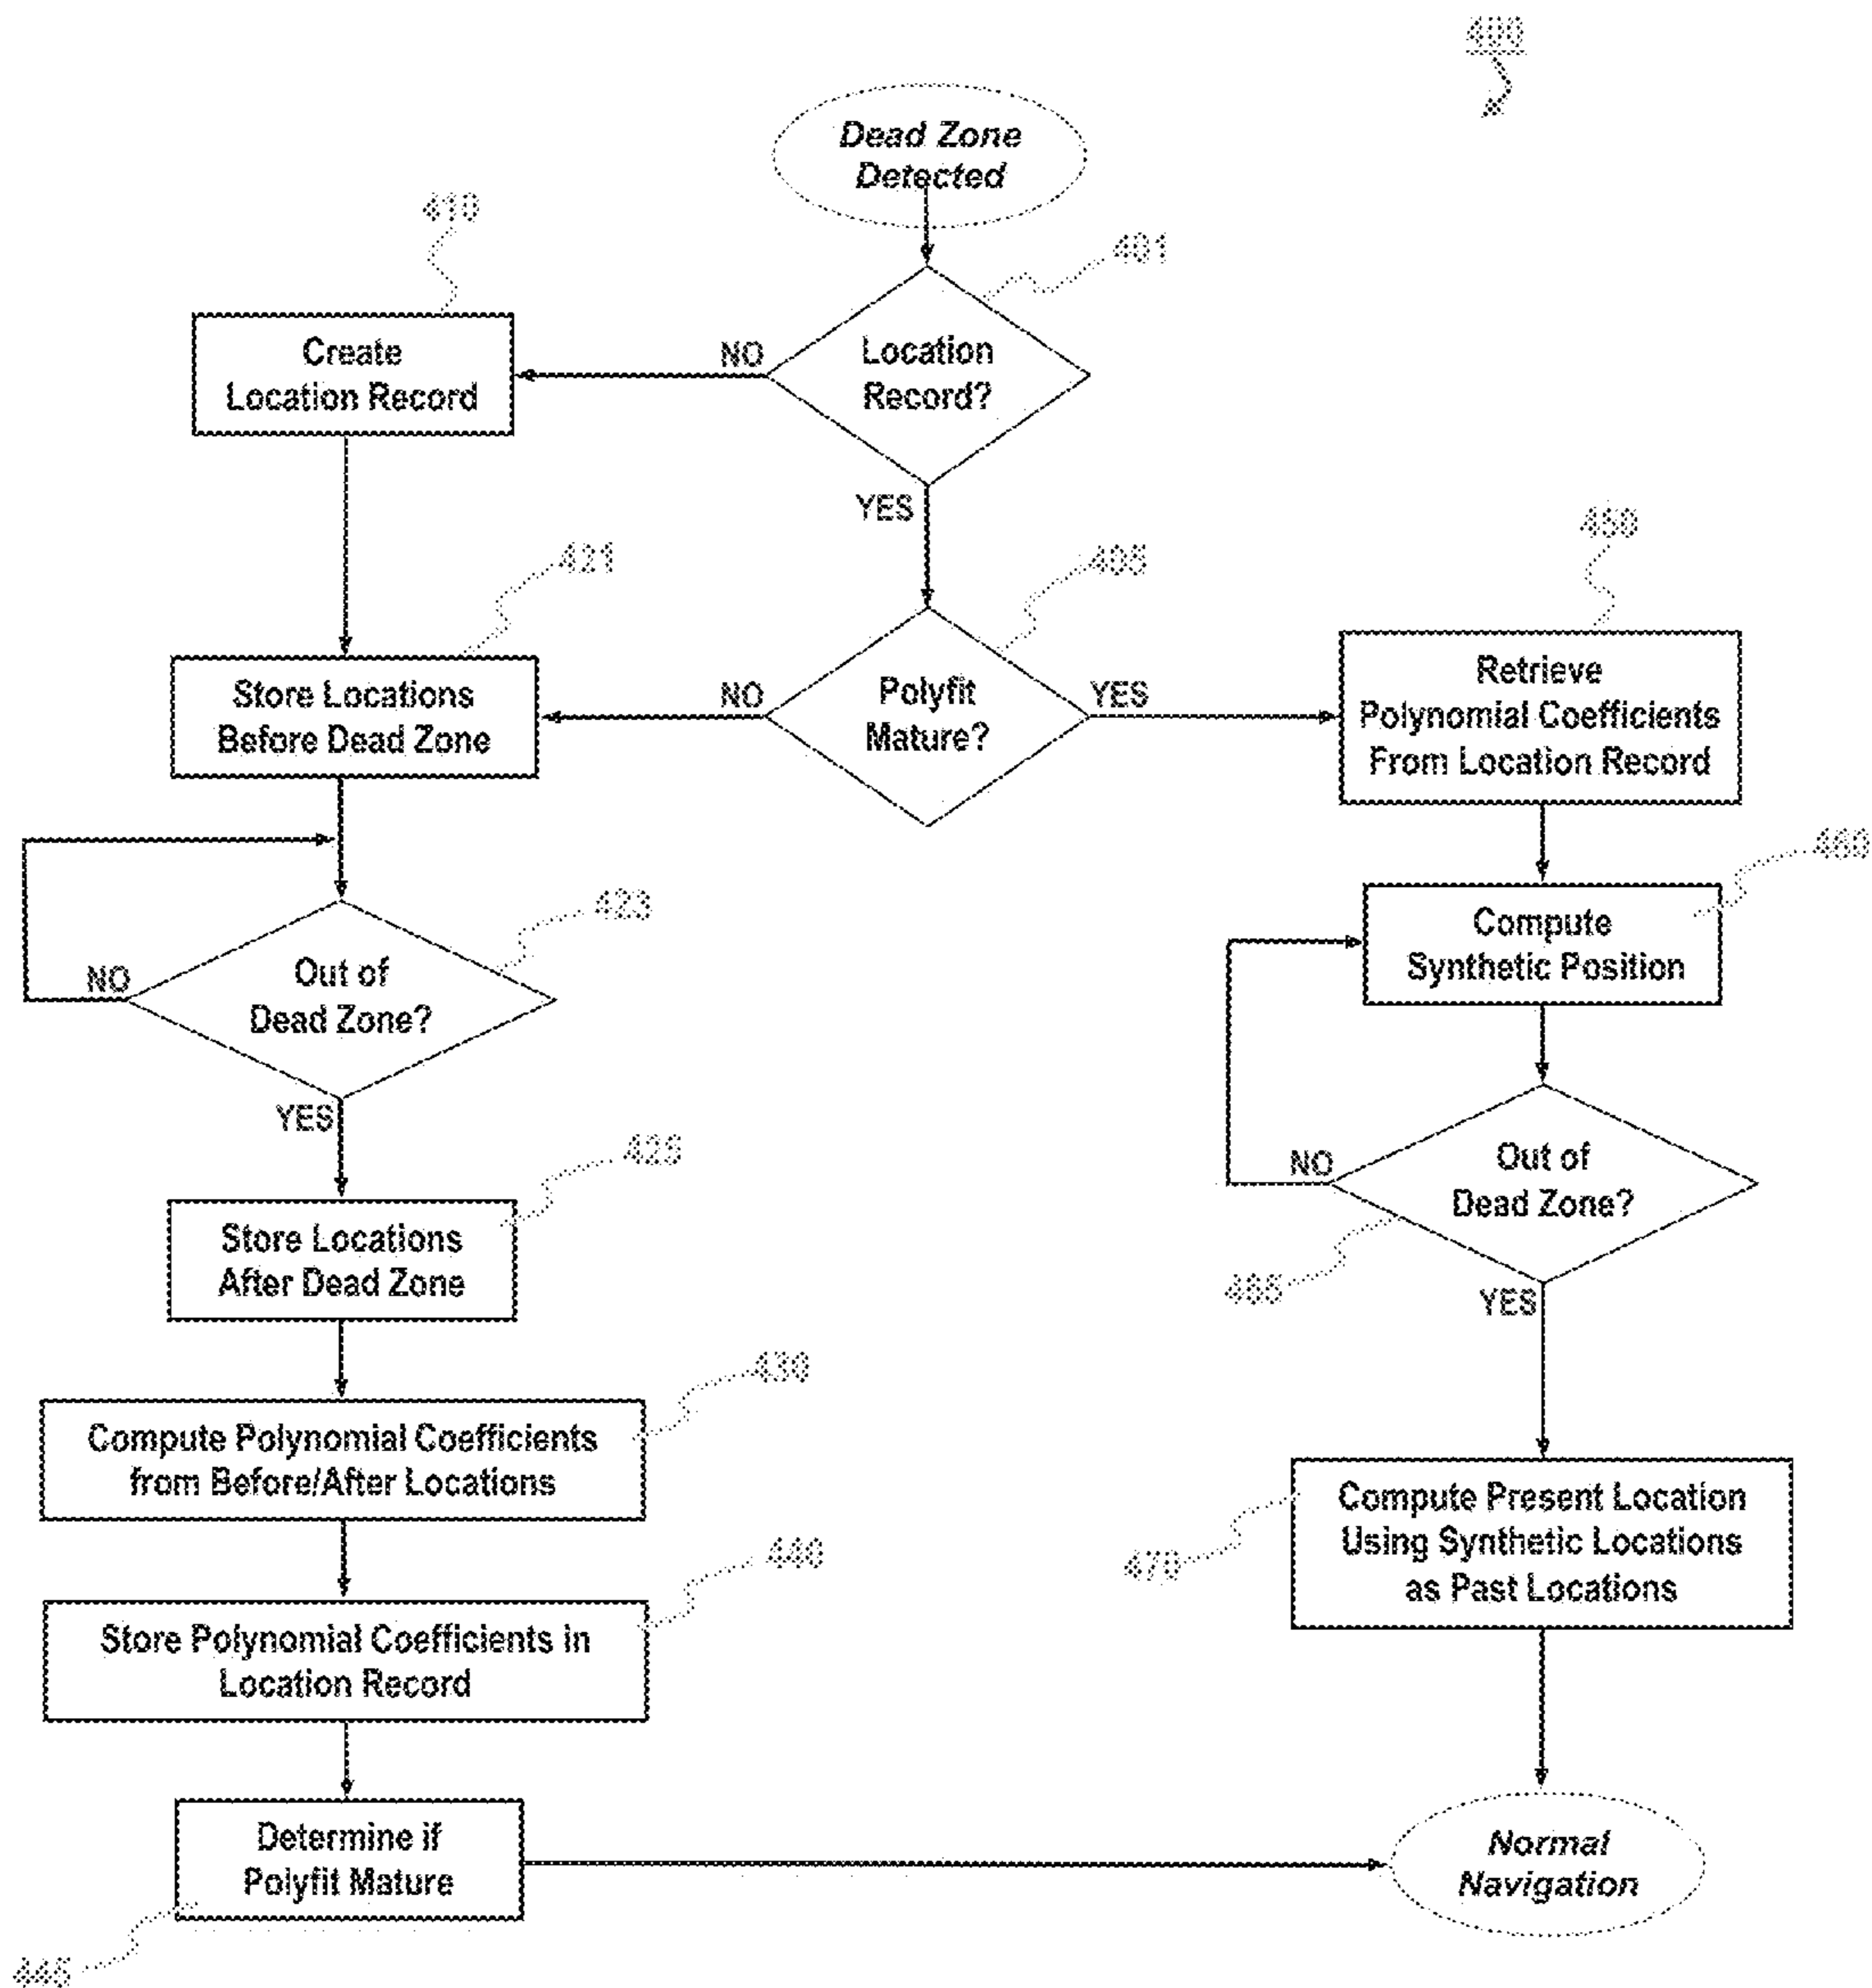 400
Dead Zone
Detected
410
401
Create
Location Record
NO
Location
Record?
YES
421
405
450
Store Locations
Before Dead Zone
NO
Polyfit
Mature?
YES
Retrieve
Polynomial Coefficients
From Location Record
460
423
Compute
Synthetic Position
NO
Out of
Dead Zone?
YES
425
NO
Out of
Dead Zone?
465
YES
Store Locations
After Dead Zone
430
Compute Polynomial Coefficients
from Before/After Locations
Compute Present Location
Using Synthetic Locations
as Past Locations
470
440
Store Polynomial Coefficients in
Location Record
Determine if
Polyfit Mature
445
Normal
Navigation